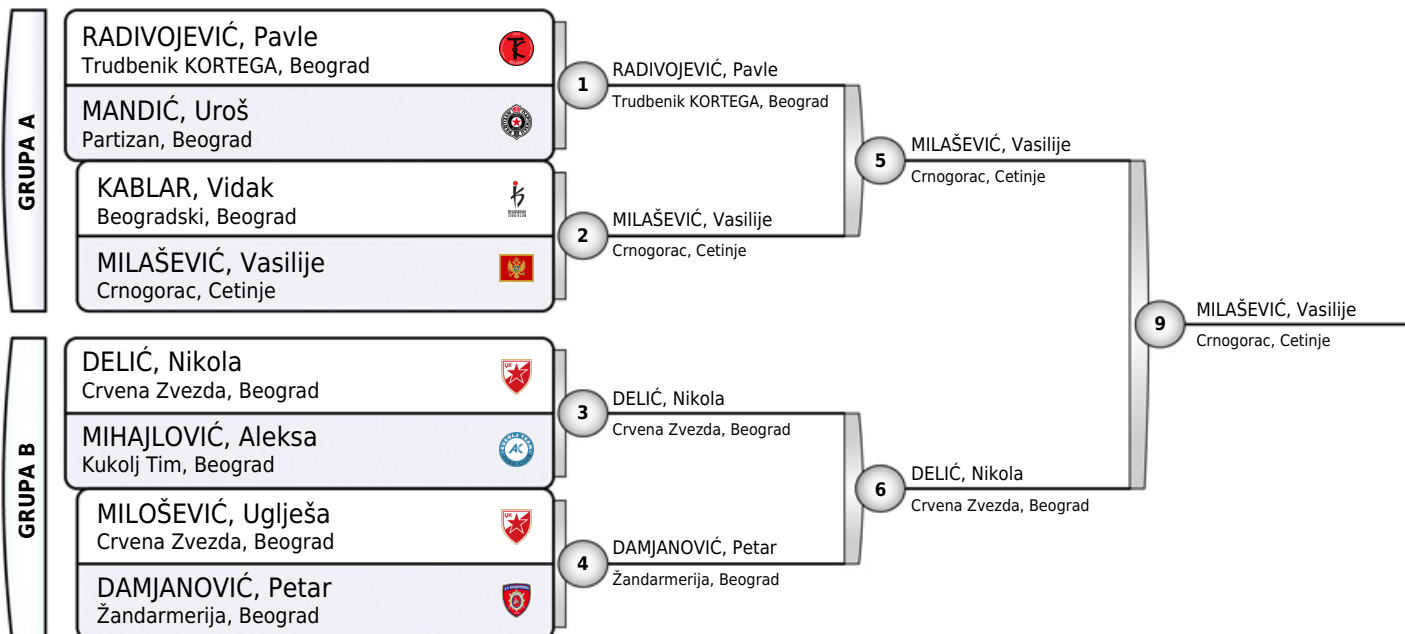 GRUPA A
RADIVOJEVIĆ, Pavle
Trudbenik KORTEGA, Beograd
MANDIĆ, Uroš
Partizan, Beograd
KABLAR, Vidak
Beogradski, Beograd
MILAŠEVIĆ, Vasilije
Crnogorac, Cetinje
GRUPA B
DELIĆ, Nikola
Crvena Zvezda, Beograd
MIHAJLOVIĆ, Aleksa
Kukolj Tim, Beograd
MILOŠEVIĆ, Uglješa
Crvena Zvezda, Beograd
DAMJANOVIĆ, Petar
Žandarmerija, Beograd
1
RADIVOJEVIĆ, Pavle
Trudbenik KORTEGA, Beograd
2
MILAŠEVIĆ, Vasilije
Crnogorac, Cetinje
3
DELIĆ, Nikola
Crvena Zvezda, Beograd
4
DAMJANOVIĆ, Petar
Žandarmerija, Beograd
5
MILAŠEVIĆ, Vasilije
Crnogorac, Cetinje
6
DELIĆ, Nikola
Crvena Zvezda, Beograd
9
MILAŠEVIĆ, Vasilije
Crnogorac, Cetinje